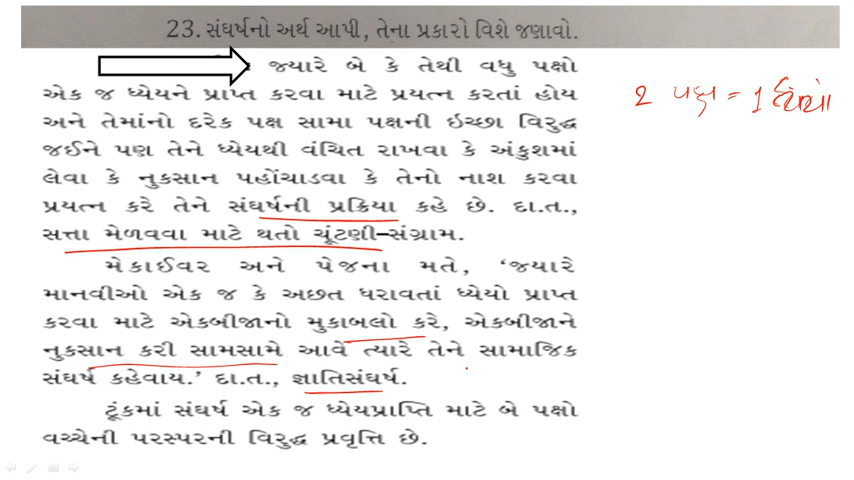 23. સંઘર્ષનો અર્થ આપી, તેના પ્રકારો વિશે જણાવો.
જ્યારે બે કે તેથી વધુ પક્ષો
એક જ ધ્યેયને પ્રાપ્ત કરવા માટે પ્રયત્ન કરતાં હોય
2 પક્ષ = 1
અને તેમાંનો દરેક પક્ષ સામા પક્ષની ઇચ્છા વિરુદ્ધ
જઈને પણ તેને ધ્યેયથી વંચિત રાખવા કે અંકુશમાં
લેવા કે નુકસાન પહોંચાડવા કે તેનો નાશ કરવા
પ્રયત્ન કરે તેને સંઘર્ષની પ્રક્રિયા કહે છે. દા.ત.,
સત્તા મેળવવા માટે થતો ચૂંટણી–સંગ્રામ.
મેકાઈવર અને પેજના મતે, ‘જ્યારે
માનવીઓ એક જ કે અછત ધરાવતાં ધ્યેયો પ્રાપ્ત
કરવા માટે એકબીજાનો મુકાબલો કરે, એકબીજાને
નુકસાન કરી સામસામે આવે ત્યારે તેને સામાજિક
સંઘર્ષ કહેવાય.’ દા.ત., જ્ઞાતિસંઘર્ષ.
ટૂંકમાં સંઘર્ષ એક જ ધ્યેયપ્રાપ્તિ માટે બે પક્ષો
વચ્ચેની પરસ્પરની વિરુદ્ધ પ્રવૃત્તિ છે.